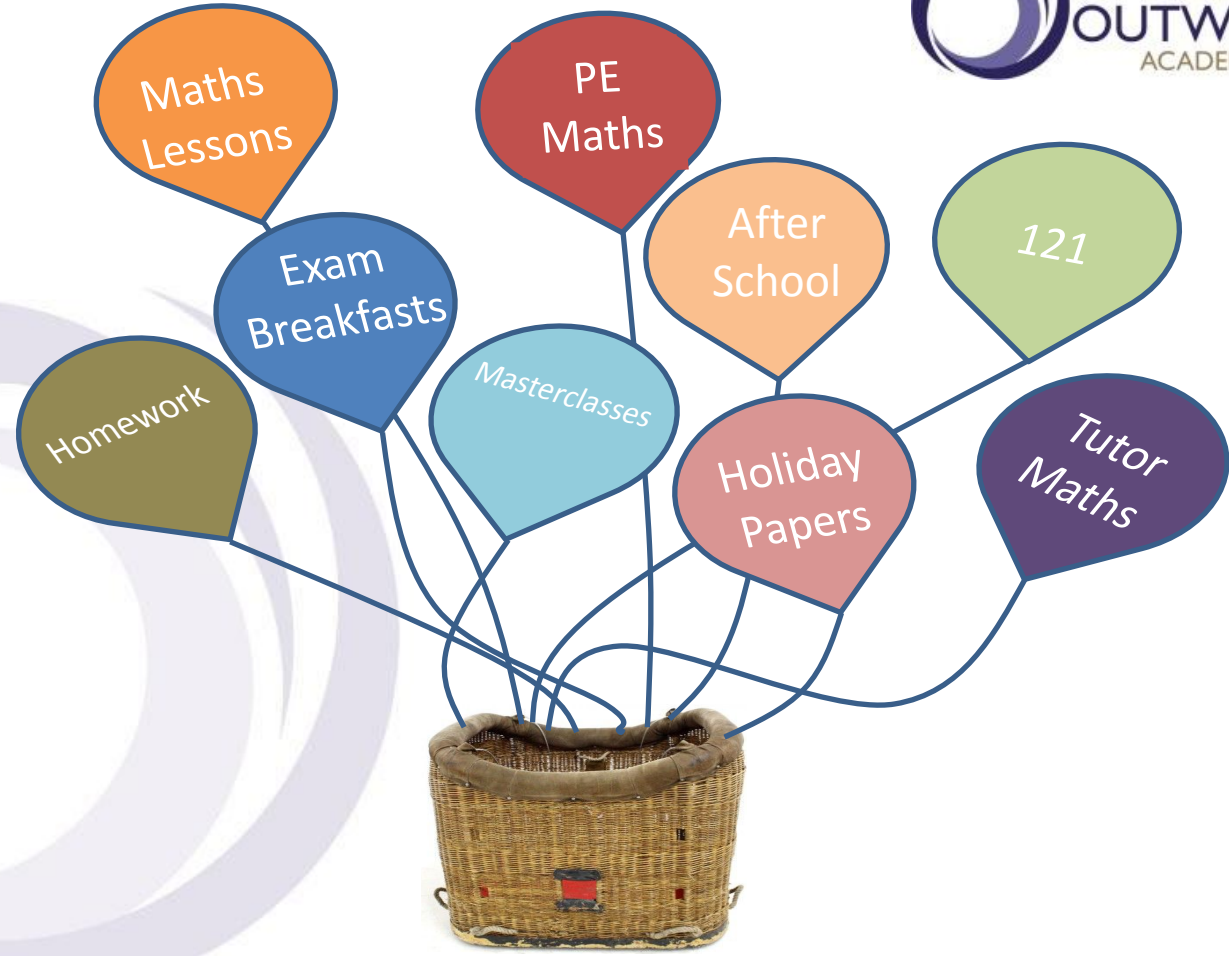 OUTW
ACADE
Maths
Lessons
PE
Maths
After
School
121
Exam
Breakfasts
Masterclasses
Homework
Holiday
Papers
Tutor
Maths